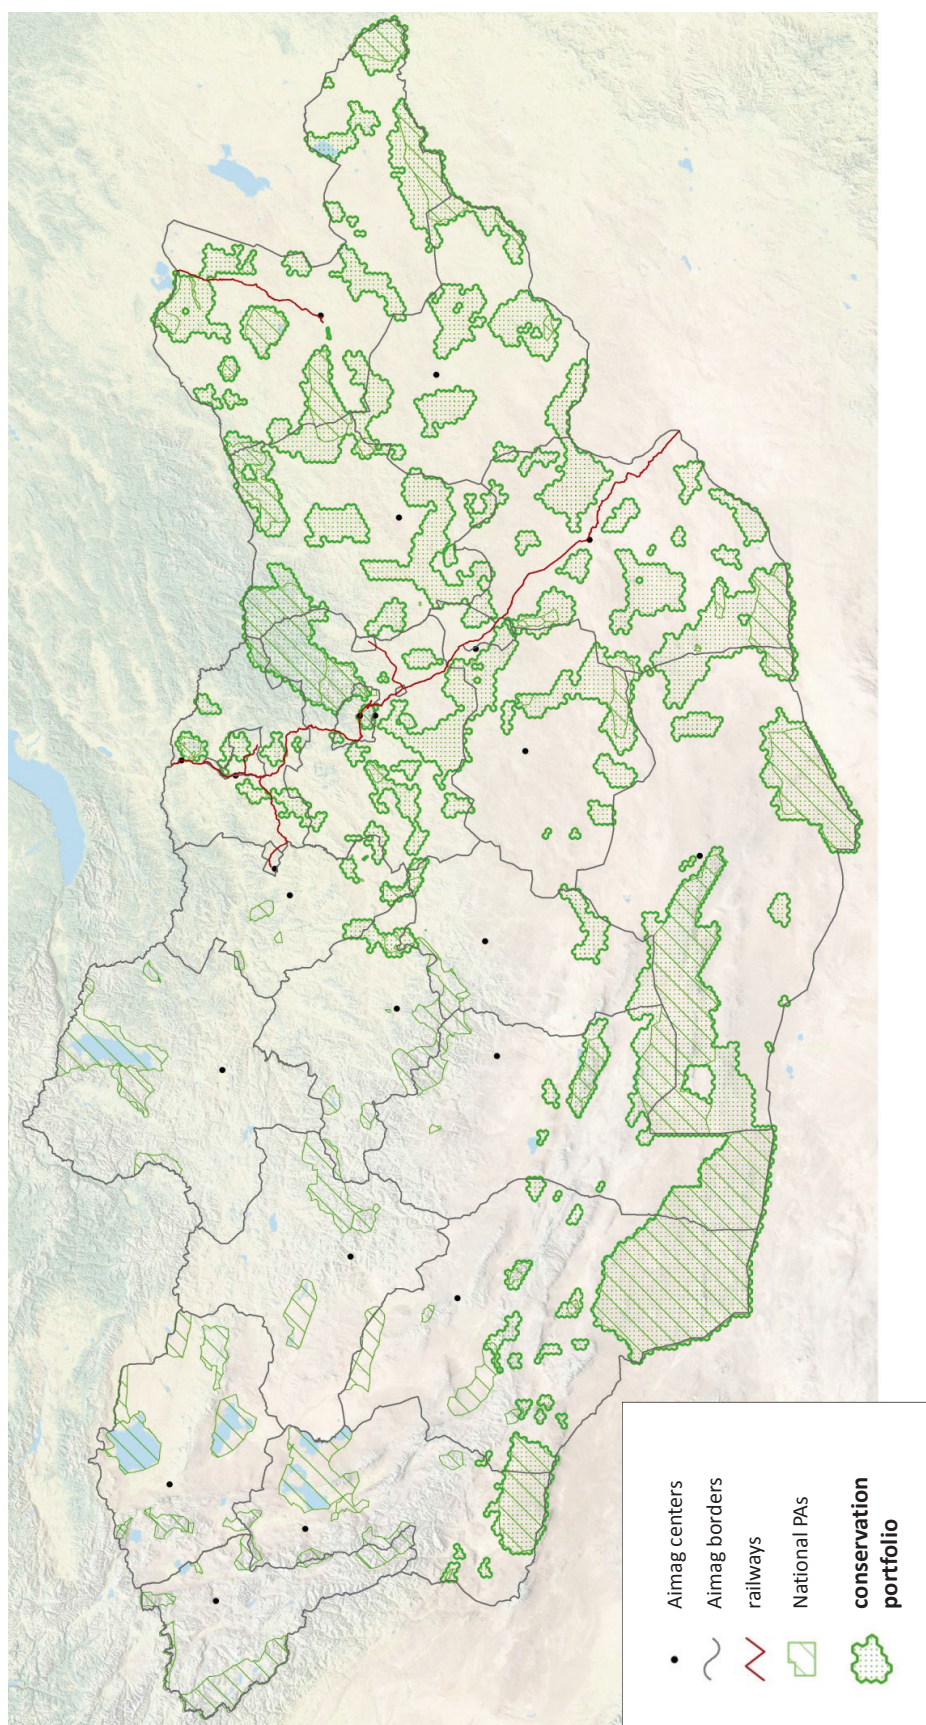 Aimag centers
Aimag borders
railways
National PAs
conservation
portfolio